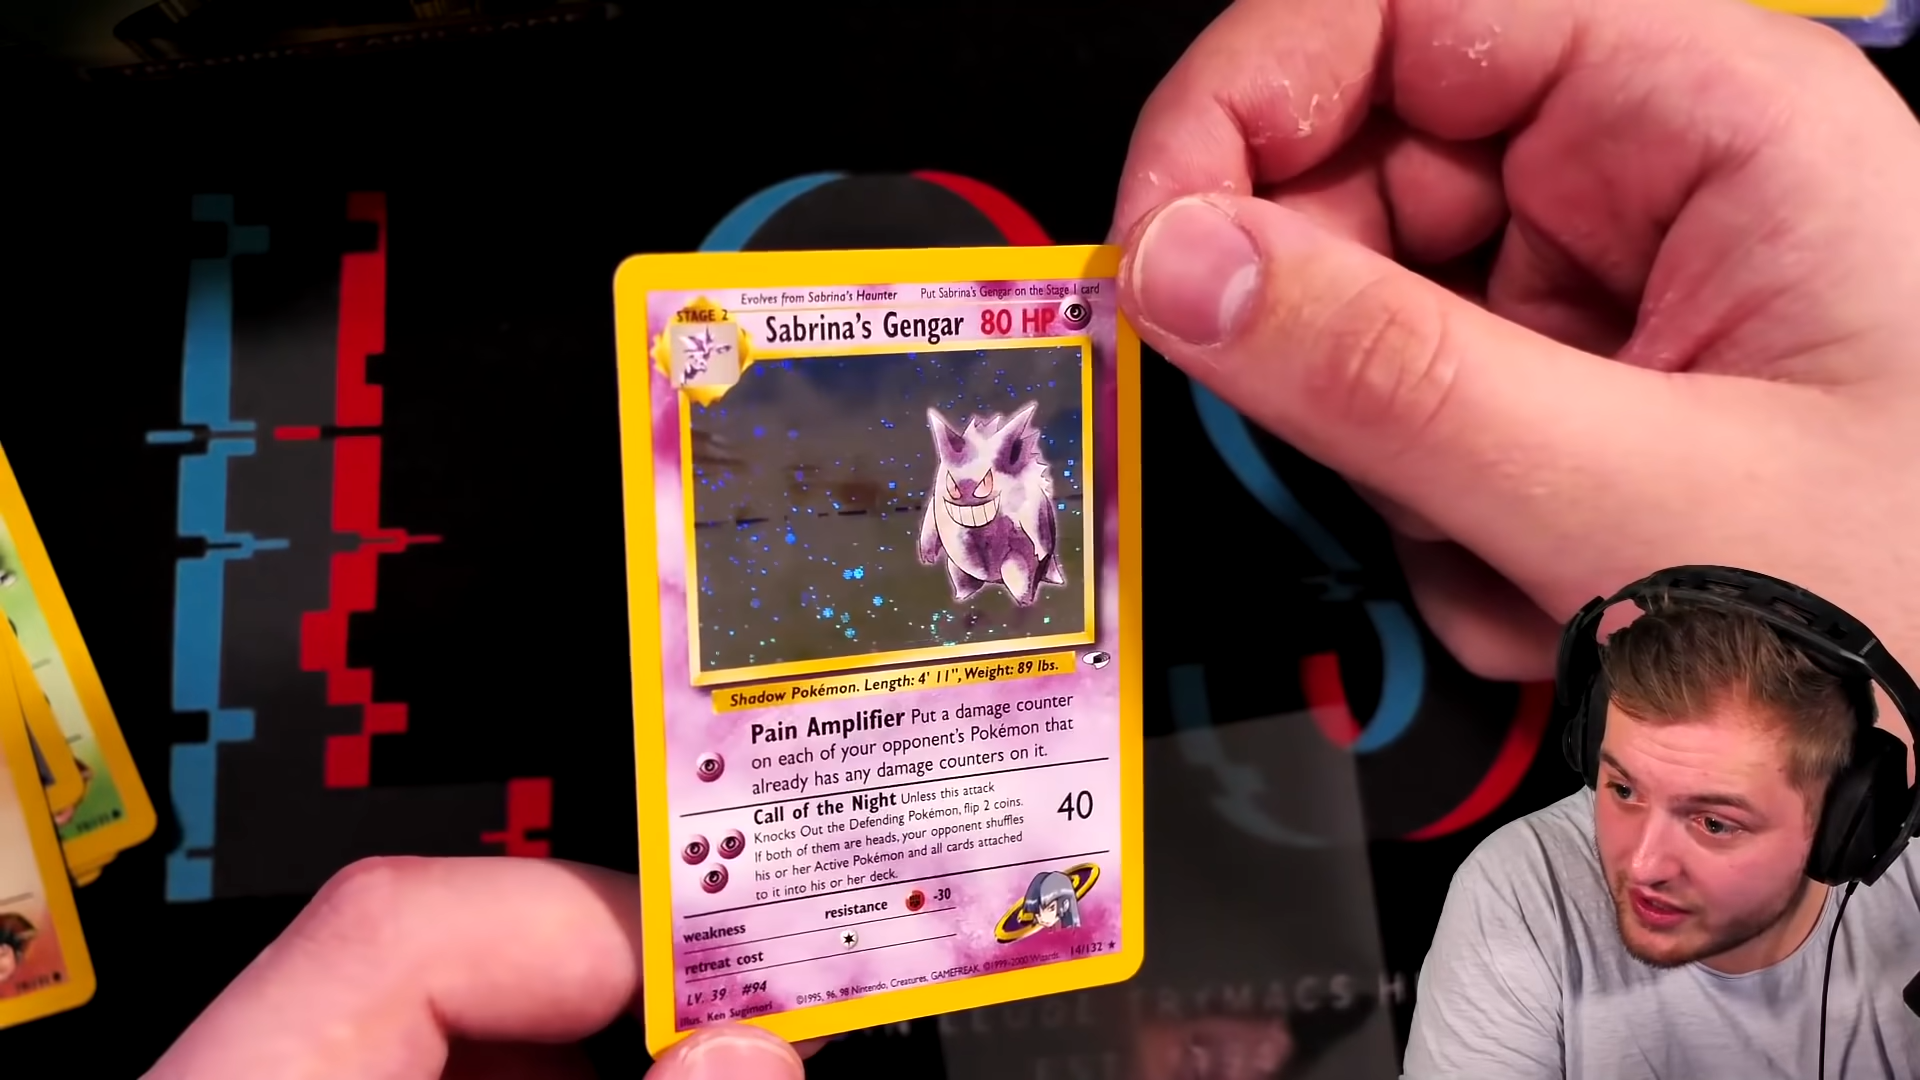 Evolves from Sabrina's Haunter Put Sabrina's Gengar on the Stage 1 card
STAGE 2
Sabrina's Gengar 80 HP
Shadow Pokémon. Length: 4' 11", Weight: 89 lbs.
Pain Amplifier Put a damage counter
on each of your opponent's Pokémon that
already has any damage counters on it.
Call of the Night Unless this attack
Knocks Out the Defending Pokémon, flip 2 coins.
If both of them are heads, your opponent shuffles
his or her Active Pokémon and all cards attached
to it into his or her deck.
40
weakness
resistance -30
retreat cost
LV. 39 #94
Illus. Ken Sugimori
©1995, 96, 98 Nintendo, Creatures, GAMEFREAK. ©1999-2000 Wizards.
14/132